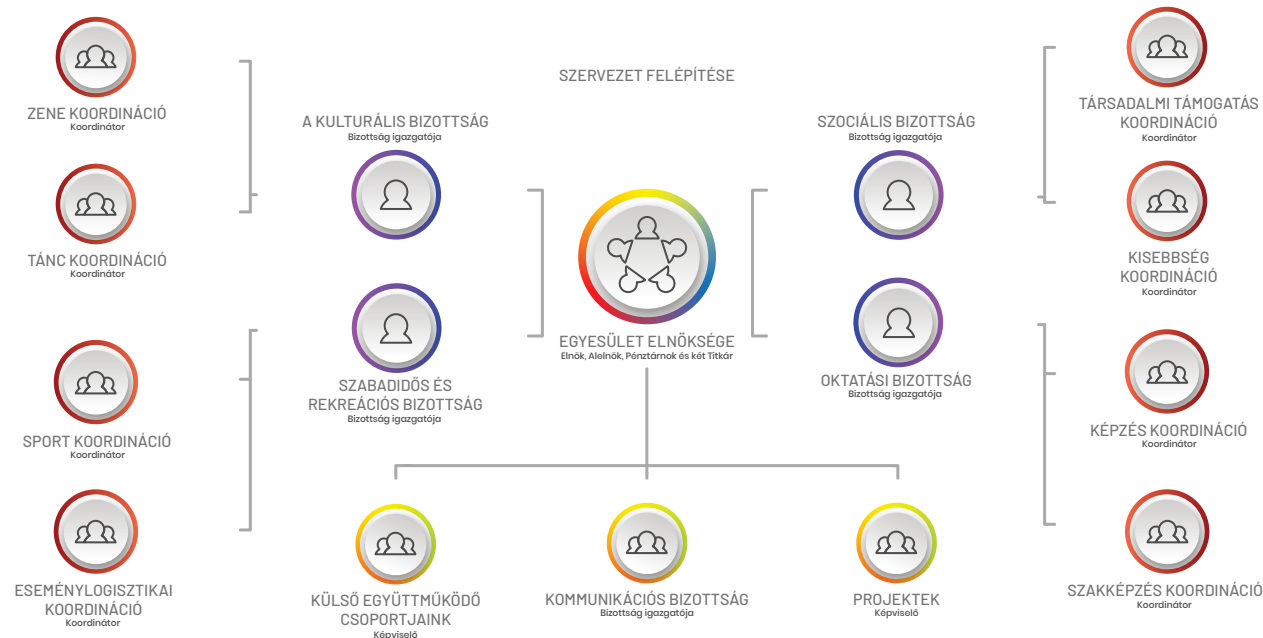 SZERVEZET FELÉPÍTÉSE
ZENE KOORDINÁCIÓ
Koordinátor
TÁNC KOORDINÁCIÓ
Koordinátor
SPORT KOORDINÁCIÓ
Koordinátor
ESEMÉNYLOGISZTIKAI
KOORDINÁCIÓ
Koordinátor
A KULTURÁLIS BIZOTTSÁG
Bizottság igazgatója
SZABADIDŐS ÉS
REKREÁCIÓS BIZOTTSÁG
Bizottság igazgatója
EGYESÜLET ELNÖKSÉGE
Elnök, Alelnök, Pénztárnok és két Titkár
SZOCIÁLIS BIZOTTSÁG
Bizottság igazgatója
OKTATÁSI BIZOTTSÁG
Bizottság igazgatója
TÁRSADALMI TÁMOGATÁS
KOORDINÁCIÓ
Koordinátor
KISEBBSÉG
KOORDINÁCIÓ
Koordinátor
KÉPZÉS KOORDINÁCIÓ
Koordinátor
SZAKKÉPZÉS KOORDINÁCIÓ
Koordinátor
KÜLSŐ EGYÜTTMŰKÖDŐ
CSOPORTJAINK
Képviselő
KOMMUNIKÁCIÓS BIZOTTSÁG
Bizottság igazgatója
PROJEKTEK
Képviselő